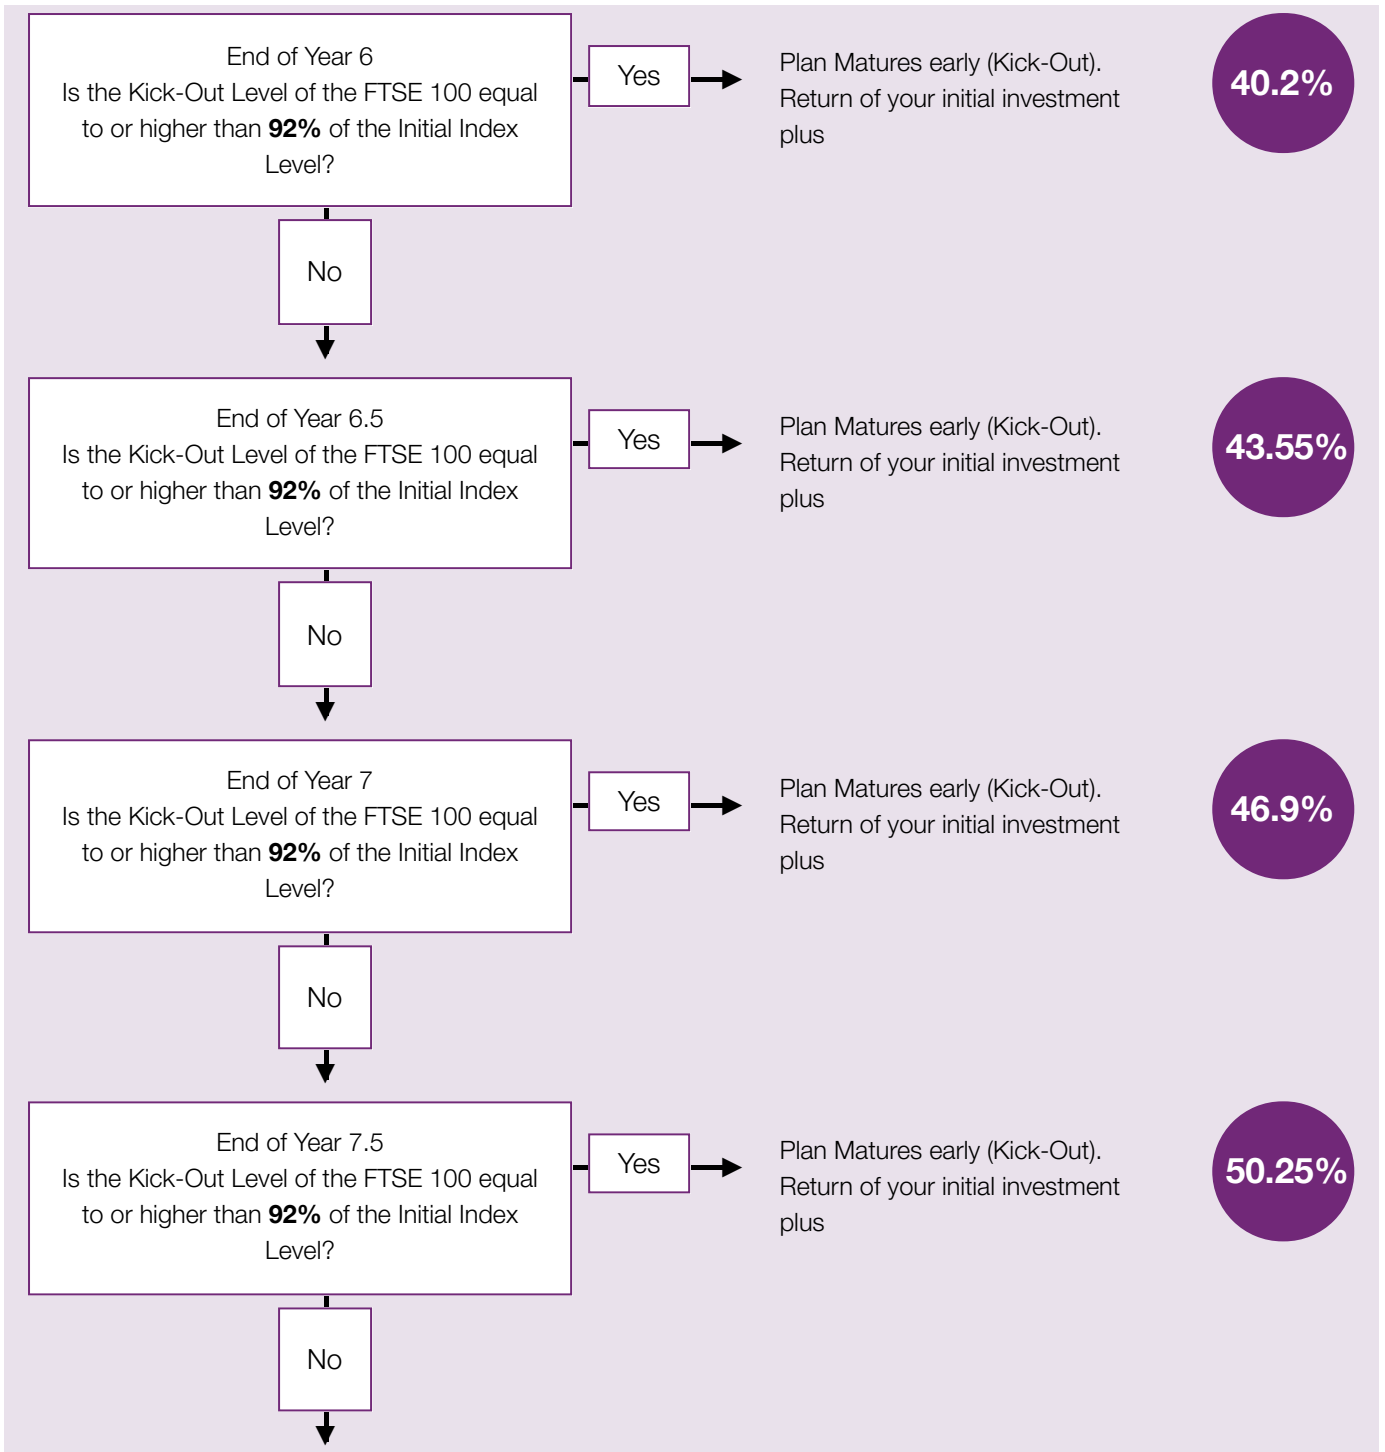 End of Year 6
Is the Kick-Out Level of the FTSE 100 equal
to or higher than 92% of the Initial Index
Level?
Yes
Plan Matures early (Kick-Out).
Return of your initial investment
plus
40.2%
No
End of Year 6.5
Is the Kick-Out Level of the FTSE 100 equal
to or higher than 92% of the Initial Index
Level?
Yes
Plan Matures early (Kick-Out).
Return of your initial investment
plus
43.55%
No
End of Year 7
Is the Kick-Out Level of the FTSE 100 equal
to or higher than 92% of the Initial Index
Level?
Yes
Plan Matures early (Kick-Out).
Return of your initial investment
plus
46.9%
No
End of Year 7.5
Is the Kick-Out Level of the FTSE 100 equal
to or higher than 92% of the Initial Index
Level?
Yes
Plan Matures early (Kick-Out).
Return of your initial investment
plus
50.25%
No